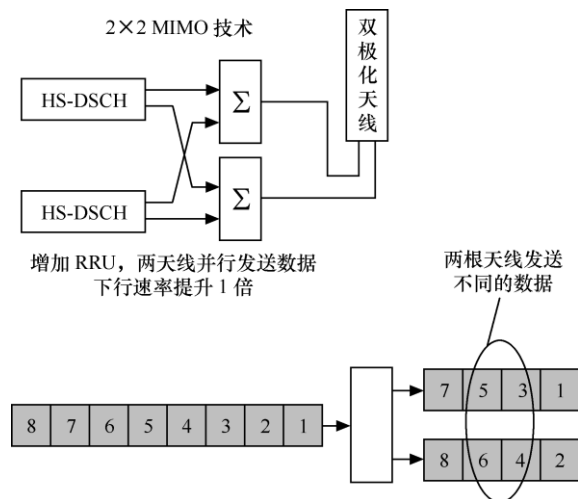 2×2 MIMO 技术
双极化天线
HS-DSCH
Σ
HS-DSCH
Σ
增加 RRU，两天线并行发送数据
下行速率提升 1 倍
两根天线发送
不同的数据
7 5 3 1
8 7 6 5 4 3 2 1
8 6 4 2